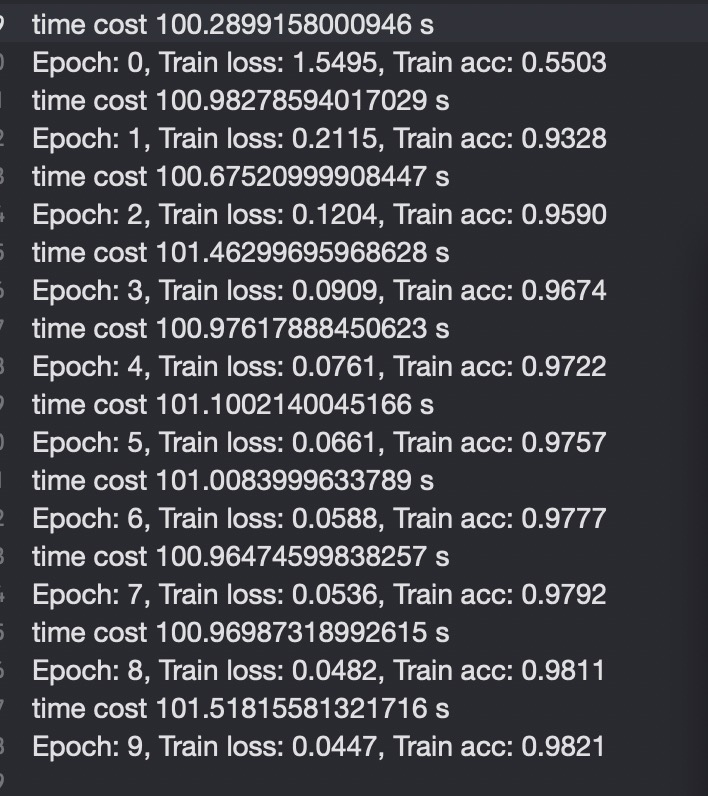 time cost 100.2899158000946 s
Epoch: 0, Train loss: 1.5495, Train acc: 0.5503
time cost 100.98278594017029 s
Epoch: 1, Train loss: 0.2115, Train acc: 0.9328
time cost 100.67520999908447 s
Epoch: 2, Train loss: 0.1204, Train acc: 0.9590
time cost 101.46299695968628 s
Epoch: 3, Train loss: 0.0909, Train acc: 0.9674
time cost 100.97617888450623 s
Epoch: 4, Train loss: 0.0761, Train acc: 0.9722
time cost 101.1002140045166 s
Epoch: 5, Train loss: 0.0661, Train acc: 0.9757
time cost 101.0083999633789 s
Epoch: 6, Train loss: 0.0588, Train acc: 0.9777
time cost 100.96474599838257 s
Epoch: 7, Train loss: 0.0536, Train acc: 0.9792
time cost 100.96987318992615 s
Epoch: 8, Train loss: 0.0482, Train acc: 0.9811
time cost 101.51815581321716 s
Epoch: 9, Train loss: 0.0447, Train acc: 0.9821